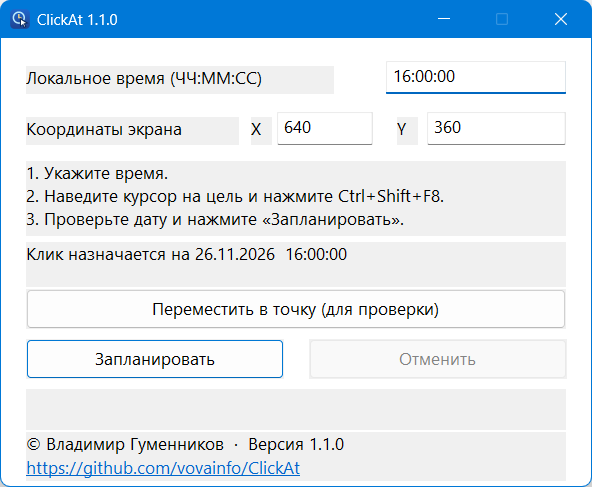 ClickAt 1.1.0
Локальное время (ЧЧ:ММ:СС)
16:00:00
Координаты экрана X 640 Y 360
1. Укажите время.
2. Наведите курсор на цель и нажмите Ctrl+Shift+F8.
3. Проверьте дату и нажмите «Запланировать».
Клик назначается на 26.11.2026 16:00:00
Переместить в точку (для проверки)
Запланировать
Отменить
© Владимир Гуменников · Версия 1.1.0
https://github.com/vovainfo/ClickAt